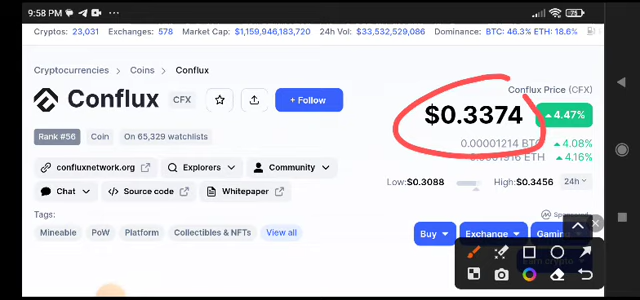 9:58 PM
75
Cryptos: 23,031 Exchanges: 578 Market Cap: $1,159,946,183,720 24h Vol: $33,532,529,086 Dominance: BTC: 46.3% ETH: 18.6%
Cryptocurrencies > Coins > Conflux
Conflux CFX
+ Follow
Conflux Price (CFX)
$0.3374 4.47%
Rank #56 Coin On 65,329 watchlists
0.00001214 BTC 4.08%
ETH 4.16%
confluxnetwork.org Explorers Community
Low: $0.3088 High: $0.3456 24h
Chat Source code Whitepaper
Tags:
Sponsored
Mineable PoW Platform Collectibles & NFTs View all
Buy Exchange Gaming